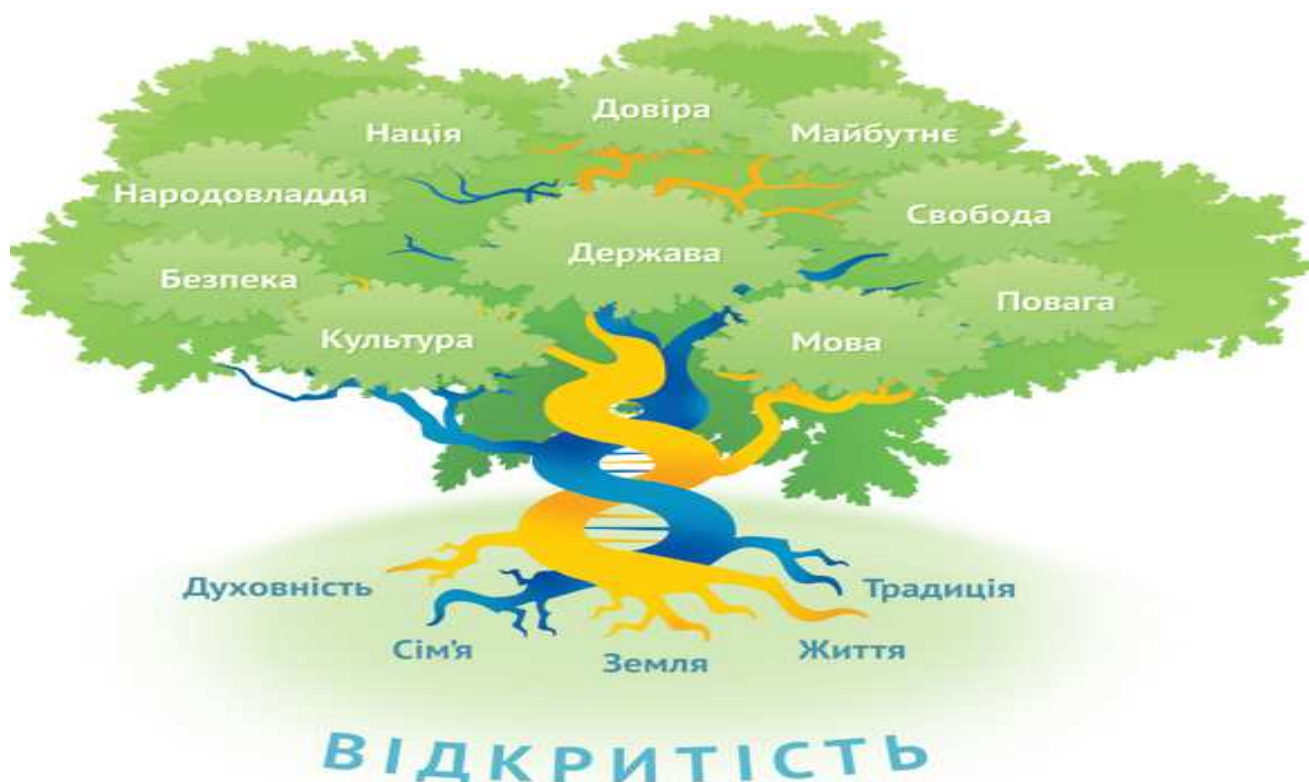 Довіра
Нація
Майбутнє
Народовладдя
Свобода
Держава
Безпека
Повага
Культура
Мова
Духовність
Традиція
Сім'я
Земля
Життя
ВІДКРИТІСТЬ